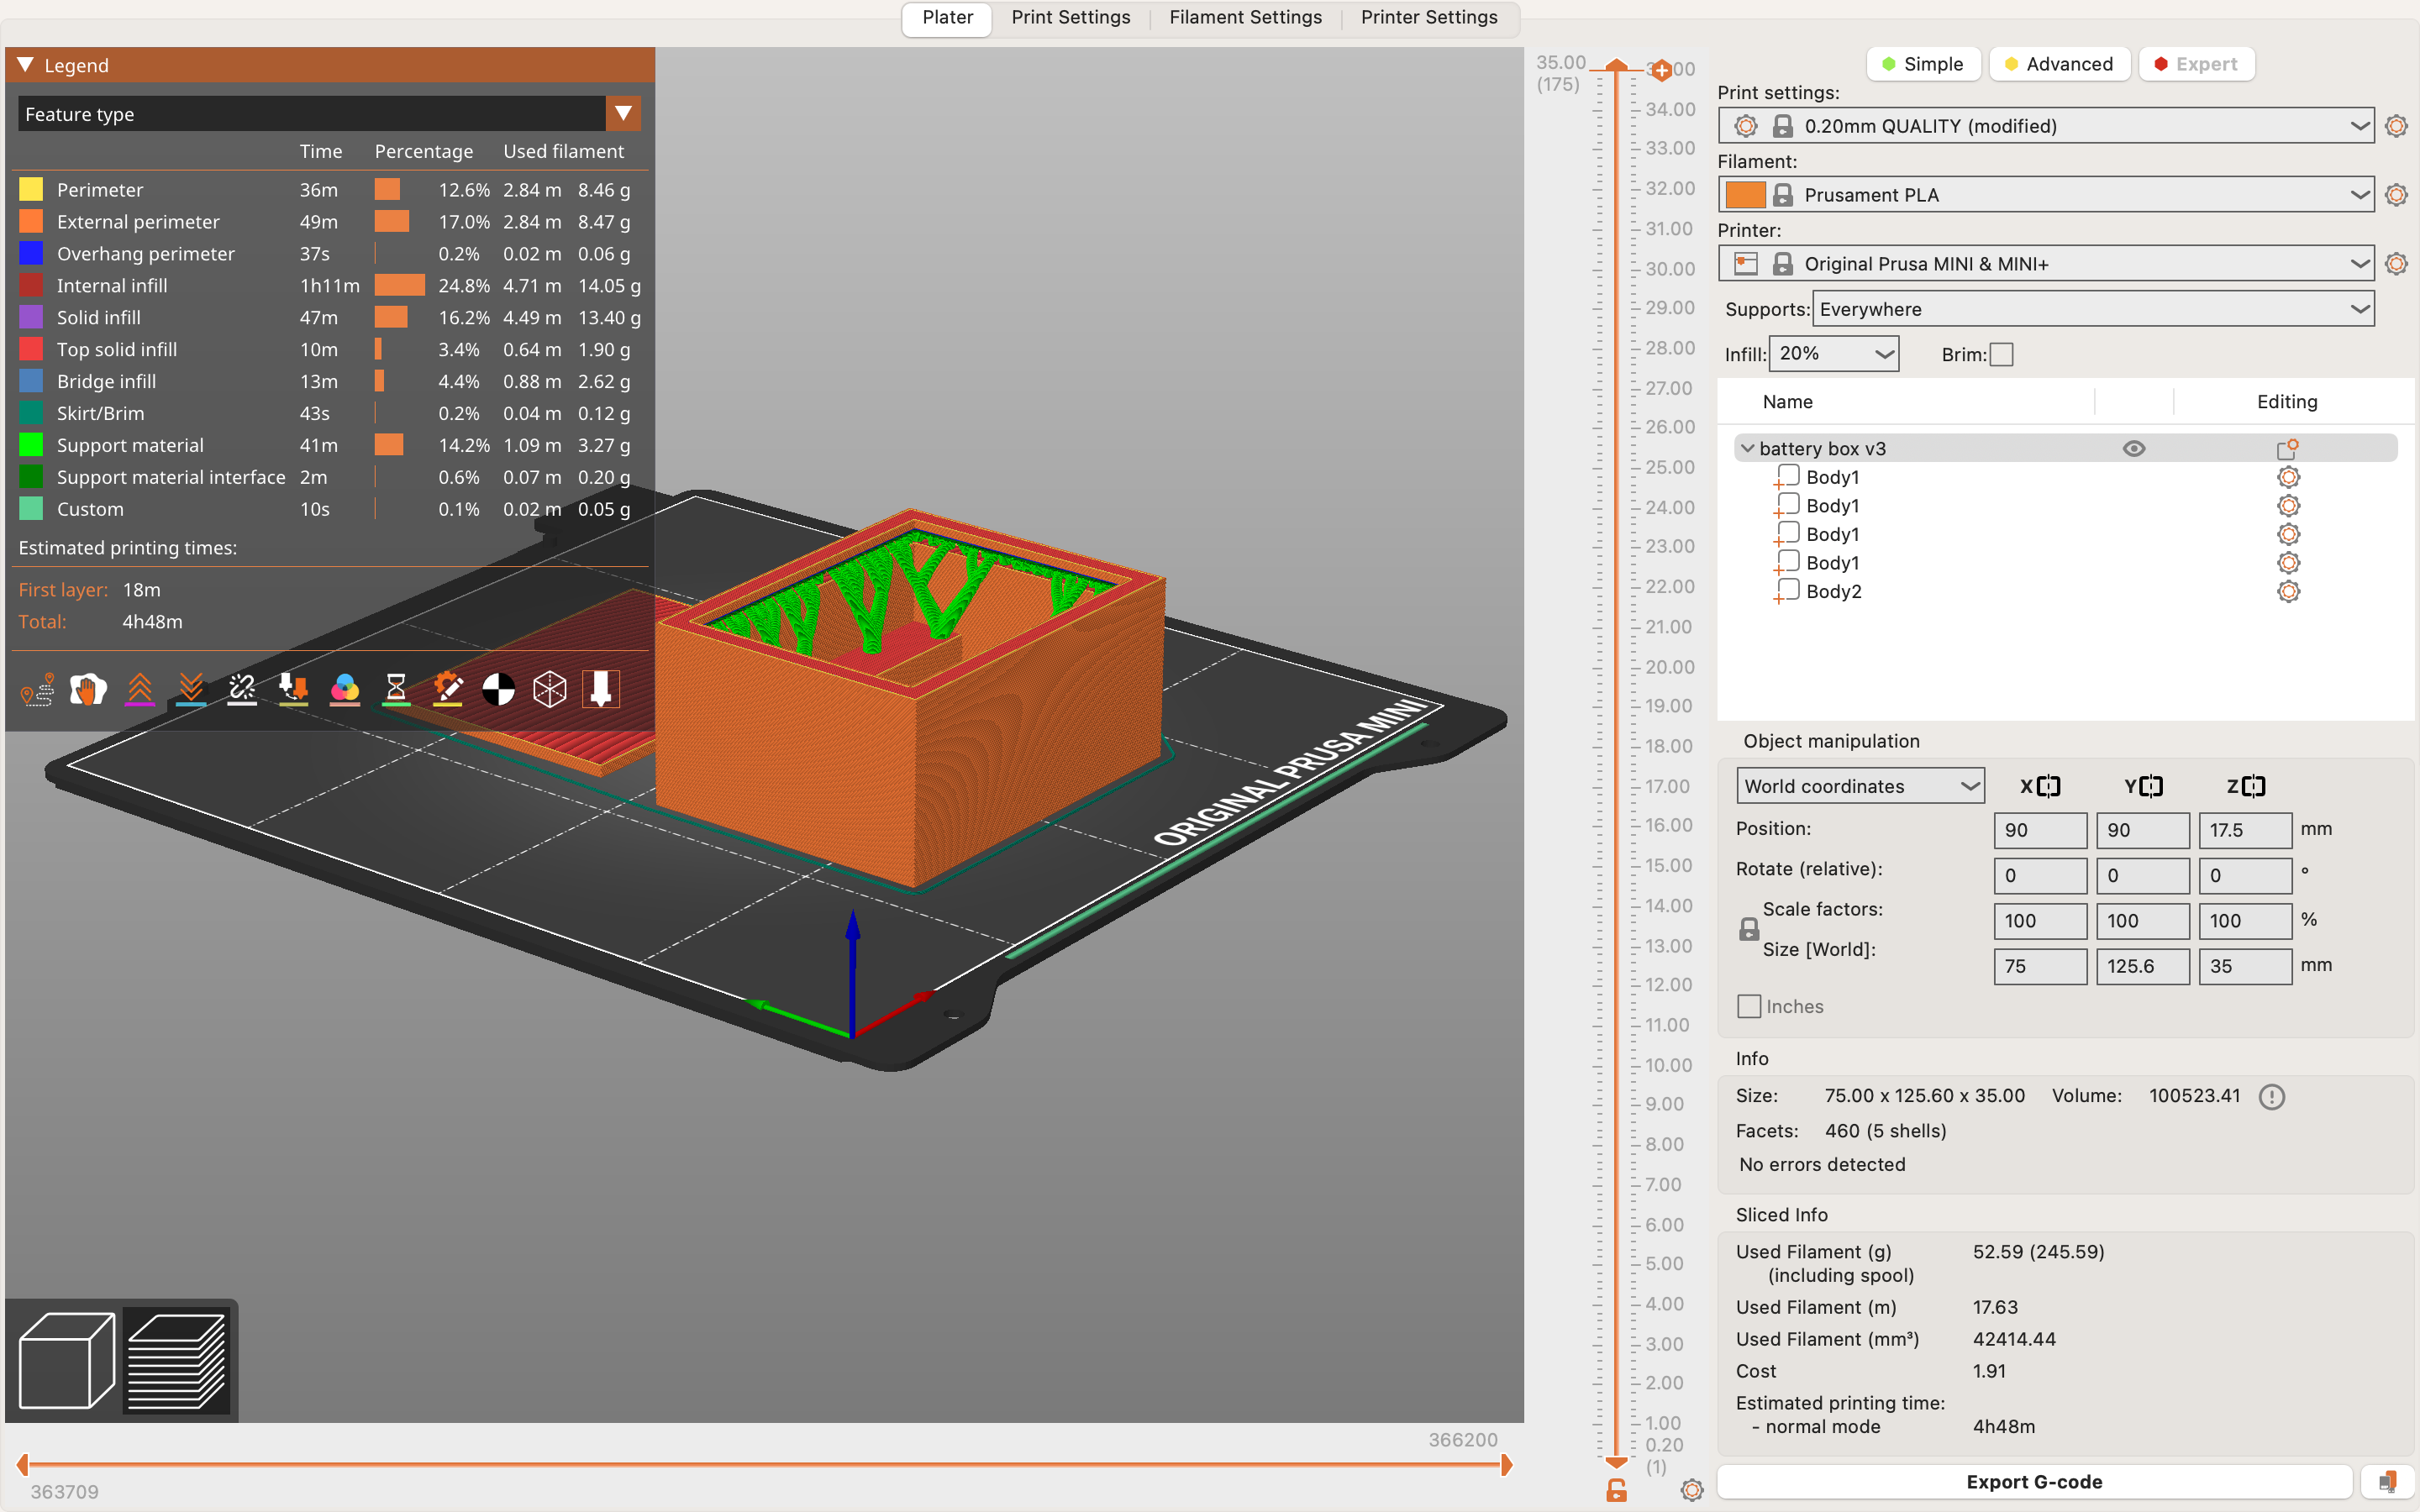 Plater Print Settings Filament Settings Printer Settings
Legend
Feature type
Time Percentage Used filament
Perimeter 36m 12.6% 2.84 m 8.46 g
External perimeter 49m 17.0% 2.84 m 8.47 g
Overhang perimeter 37s 0.2% 0.02 m 0.06 g
Internal infill 1h11m 24.8% 4.71 m 14.05 g
Solid infill 47m 16.2% 4.49 m 13.40 g
Top solid infill 10m 3.4% 0.64 m 1.90 g
Bridge infill 13m 4.4% 0.88 m 2.62 g
Skirt/Brim 43s 0.2% 0.04 m 0.12 g
Support material 41m 14.2% 1.09 m 3.27 g
Support material interface 2m 0.6% 0.07 m 0.20 g
Custom 10s 0.1% 0.02 m 0.05 g
Estimated printing times:
First layer: 18m
Total: 4h48m
ORIGINAL PRUSA MINI
366200
363709
35.00
(175)
34.00
33.00
32.00
31.00
30.00
29.00
28.00
27.00
26.00
25.00
24.00
23.00
22.00
21.00
20.00
19.00
18.00
17.00
16.00
15.00
14.00
13.00
12.00
11.00
10.00
9.00
8.00
7.00
6.00
5.00
4.00
3.00
2.00
1.00
0.20
(1)
Simple Advanced Expert
Print settings:
0.20mm QUALITY (modified)
Filament:
Prusament PLA
Printer:
Original Prusa MINI & MINI+
Supports: Everywhere
Infill: 20% Brim:
Name Editing
battery box v3
Body1
Body1
Body1
Body1
Body2
Object manipulation
World coordinates X Y Z
Position: 90 90 17.5 mm
Rotate (relative): 0 0 0 °
Scale factors: 100 100 100 %
Size [World]: 75 125.6 35 mm
Inches
Info
Size: 75.00 x 125.60 x 35.00 Volume: 100523.41
Facets: 460 (5 shells)
No errors detected
Sliced Info
Used Filament (g) 52.59 (245.59)
(including spool)
Used Filament (m) 17.63
Used Filament (mm³) 42414.44
Cost 1.91
Estimated printing time:
- normal mode 4h48m
Export G-code